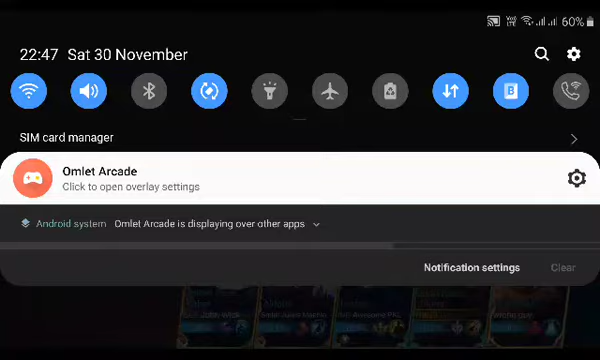 60%
22:47 Sat 30 November
SIM card manager
Omlet Arcade
Click to open overlay settings
Android system Omlet Arcade is displaying over other apps
Notification settings Clear